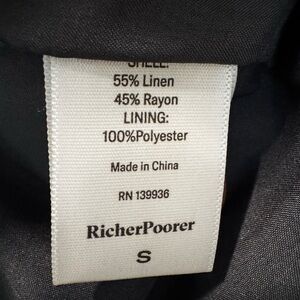 SHELL:
55% Linen
45% Rayon
LINING:
100%Polyester
Made in China
RN 139936
RicherPoorer
S